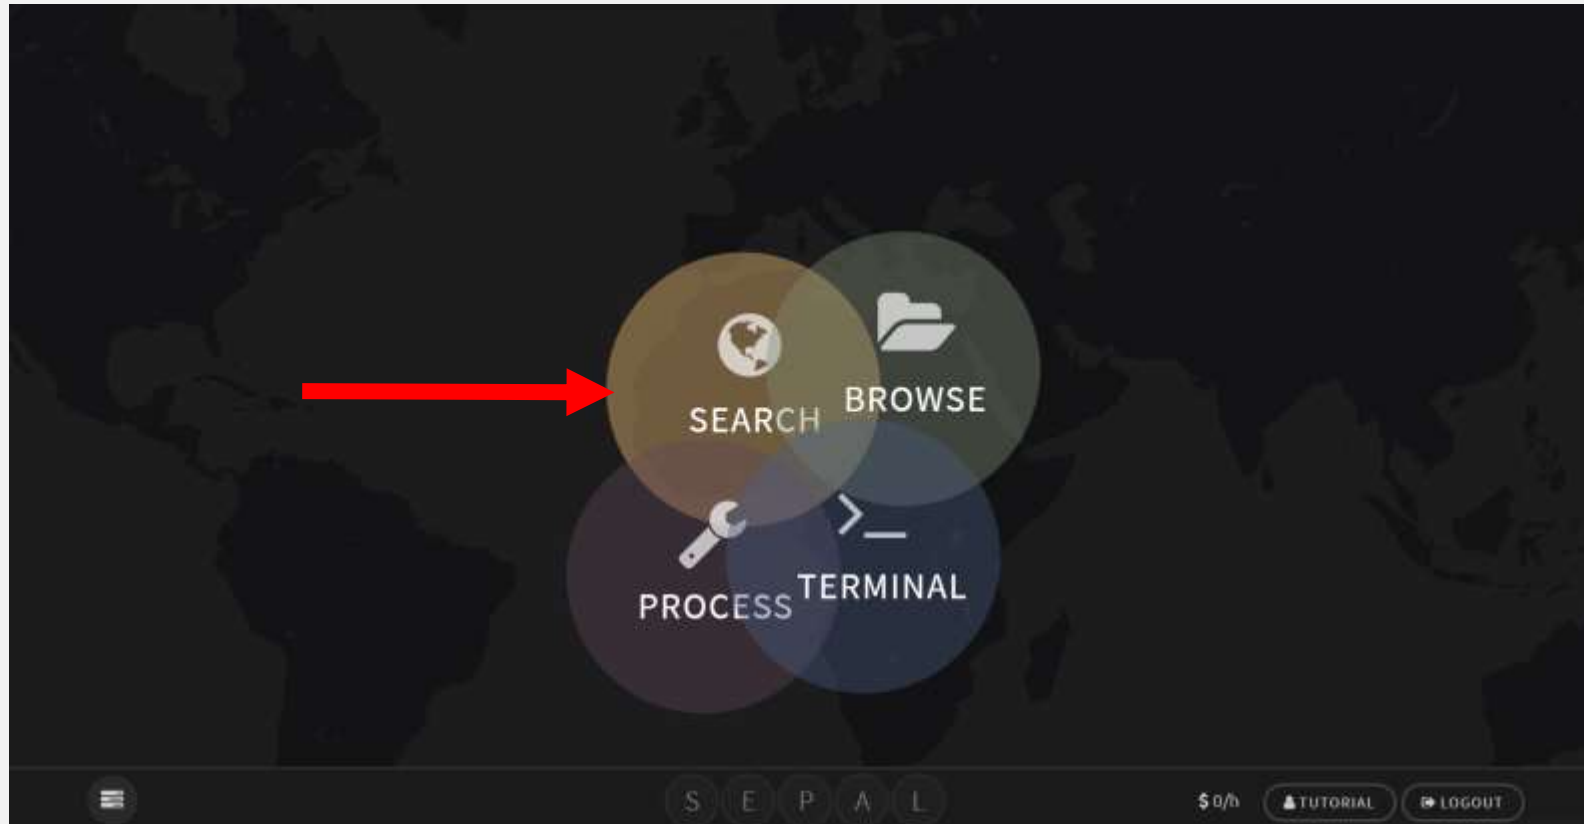 SEARCH
BROWSE
PROCESS
TERMINAL
S E P A L
$ 0/h
TUTORIAL
LOGOUT